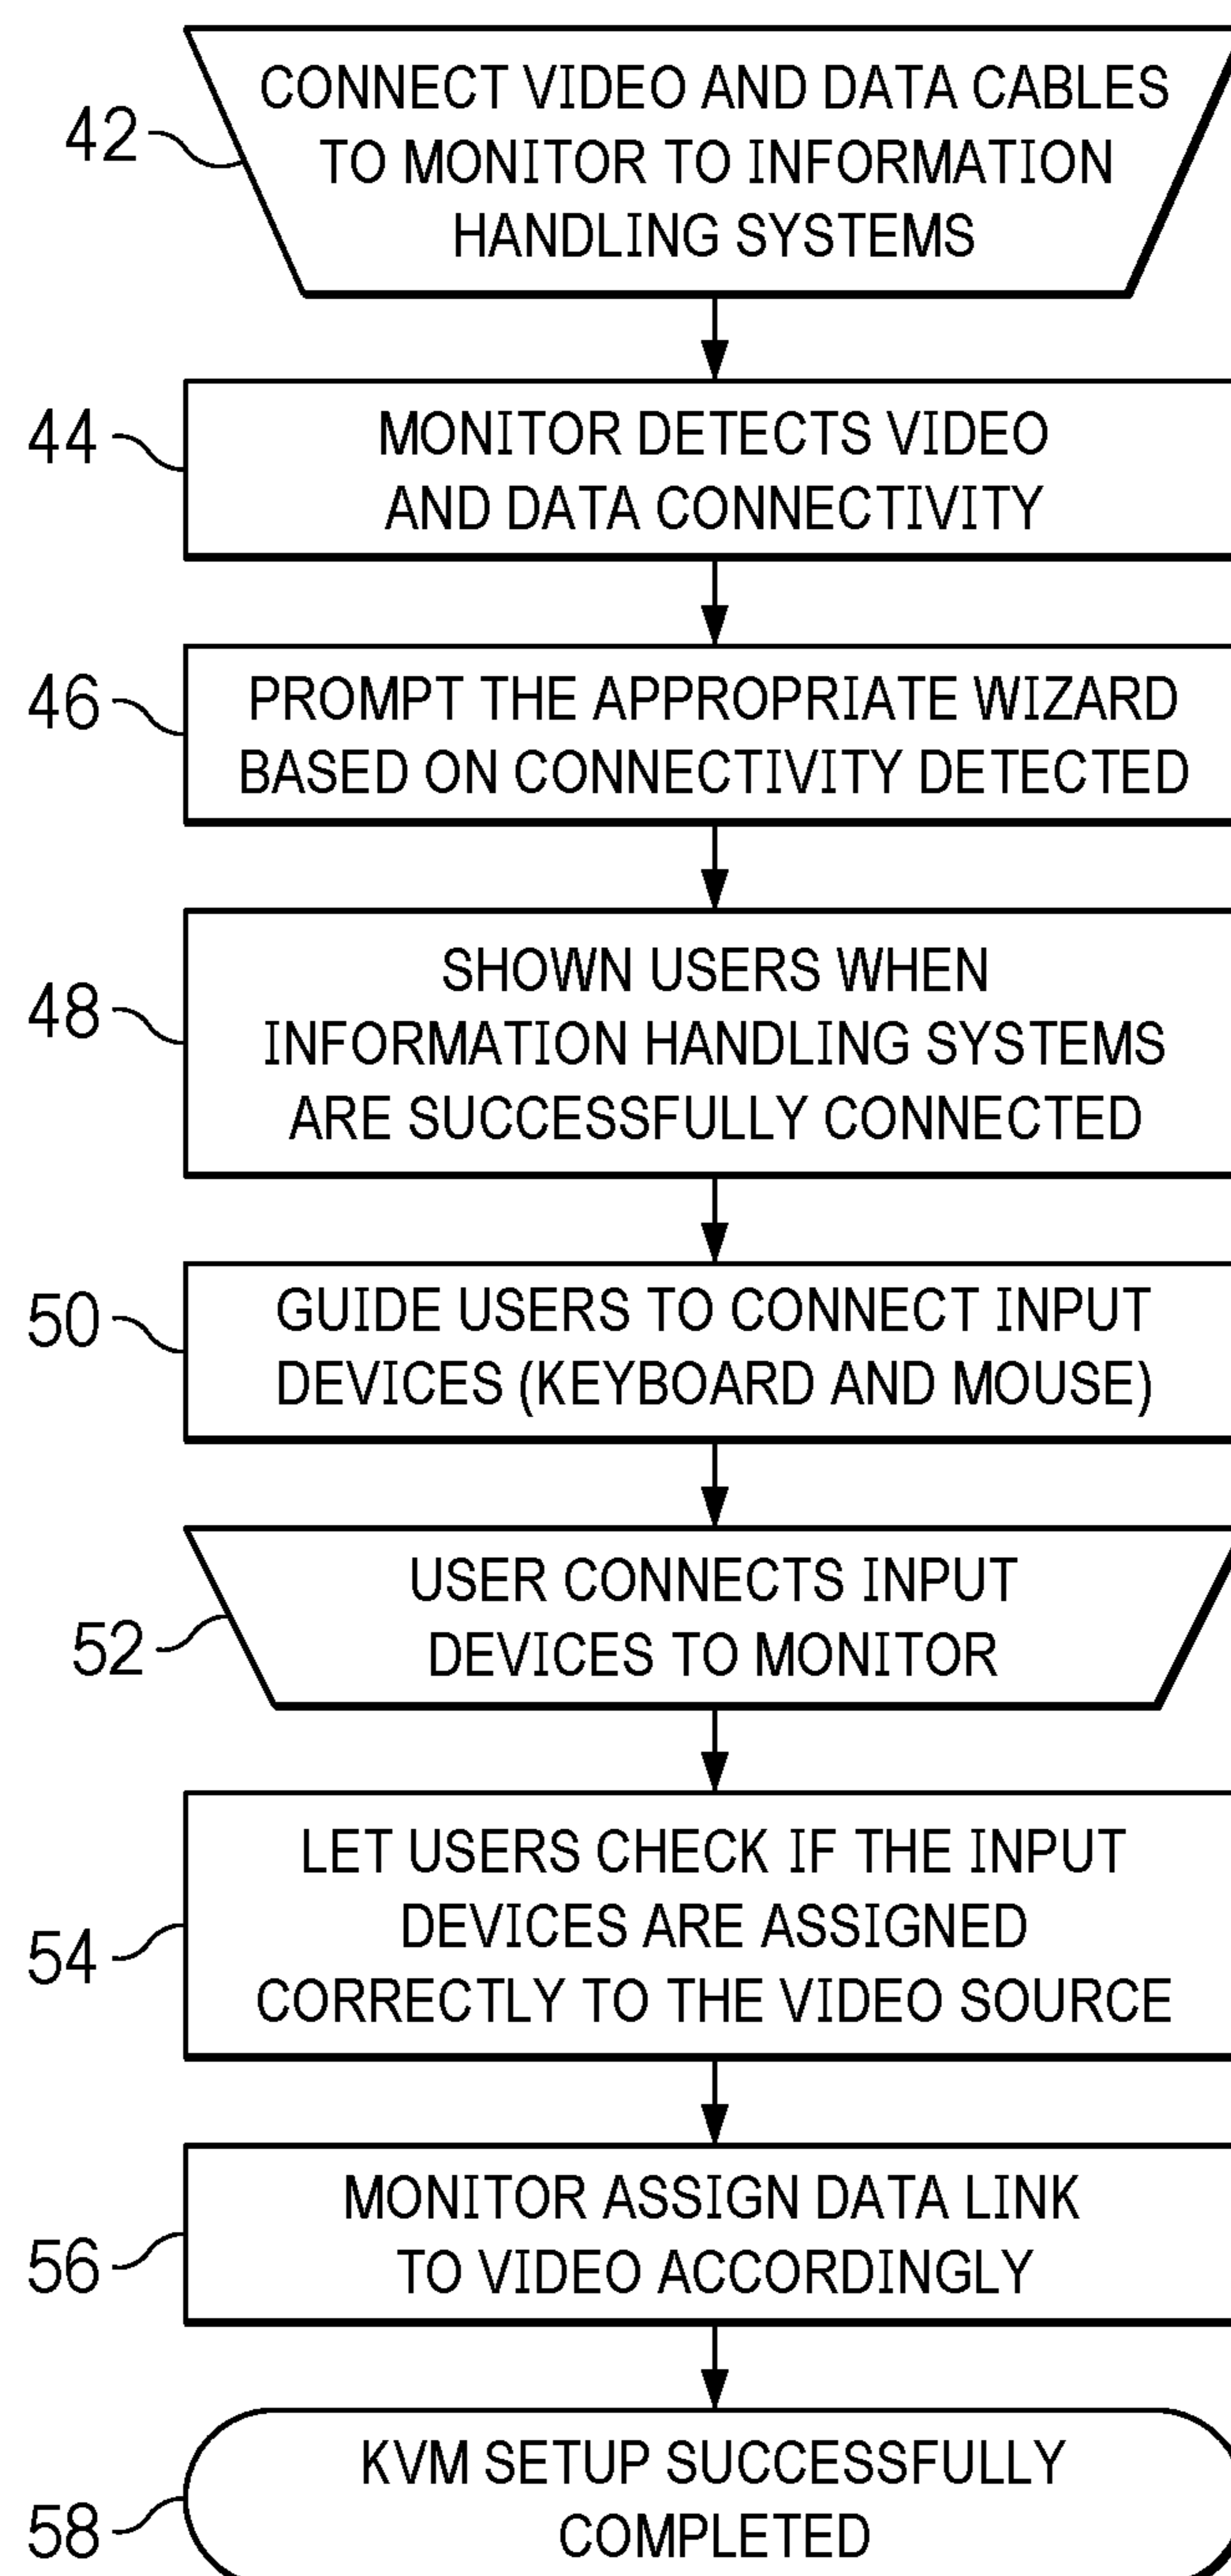 42
CONNECT VIDEO AND DATA CABLES
TO MONITOR TO INFORMATION
HANDLING SYSTEMS
44
MONITOR DETECTS VIDEO
AND DATA CONNECTIVITY
46
PROMPT THE APPROPRIATE WIZARD
BASED ON CONNECTIVITY DETECTED
48
SHOWN USERS WHEN
INFORMATION HANDLING SYSTEMS
ARE SUCCESSFULLY CONNECTED
50
GUIDE USERS TO CONNECT INPUT
DEVICES (KEYBOARD AND MOUSE)
52
USER CONNECTS INPUT
DEVICES TO MONITOR
54
LET USERS CHECK IF THE INPUT
DEVICES ARE ASSIGNED
CORRECTLY TO THE VIDEO SOURCE
56
MONITOR ASSIGN DATA LINK
TO VIDEO ACCORDINGLY
58
KVM SETUP SUCCESSFULLY
COMPLETED